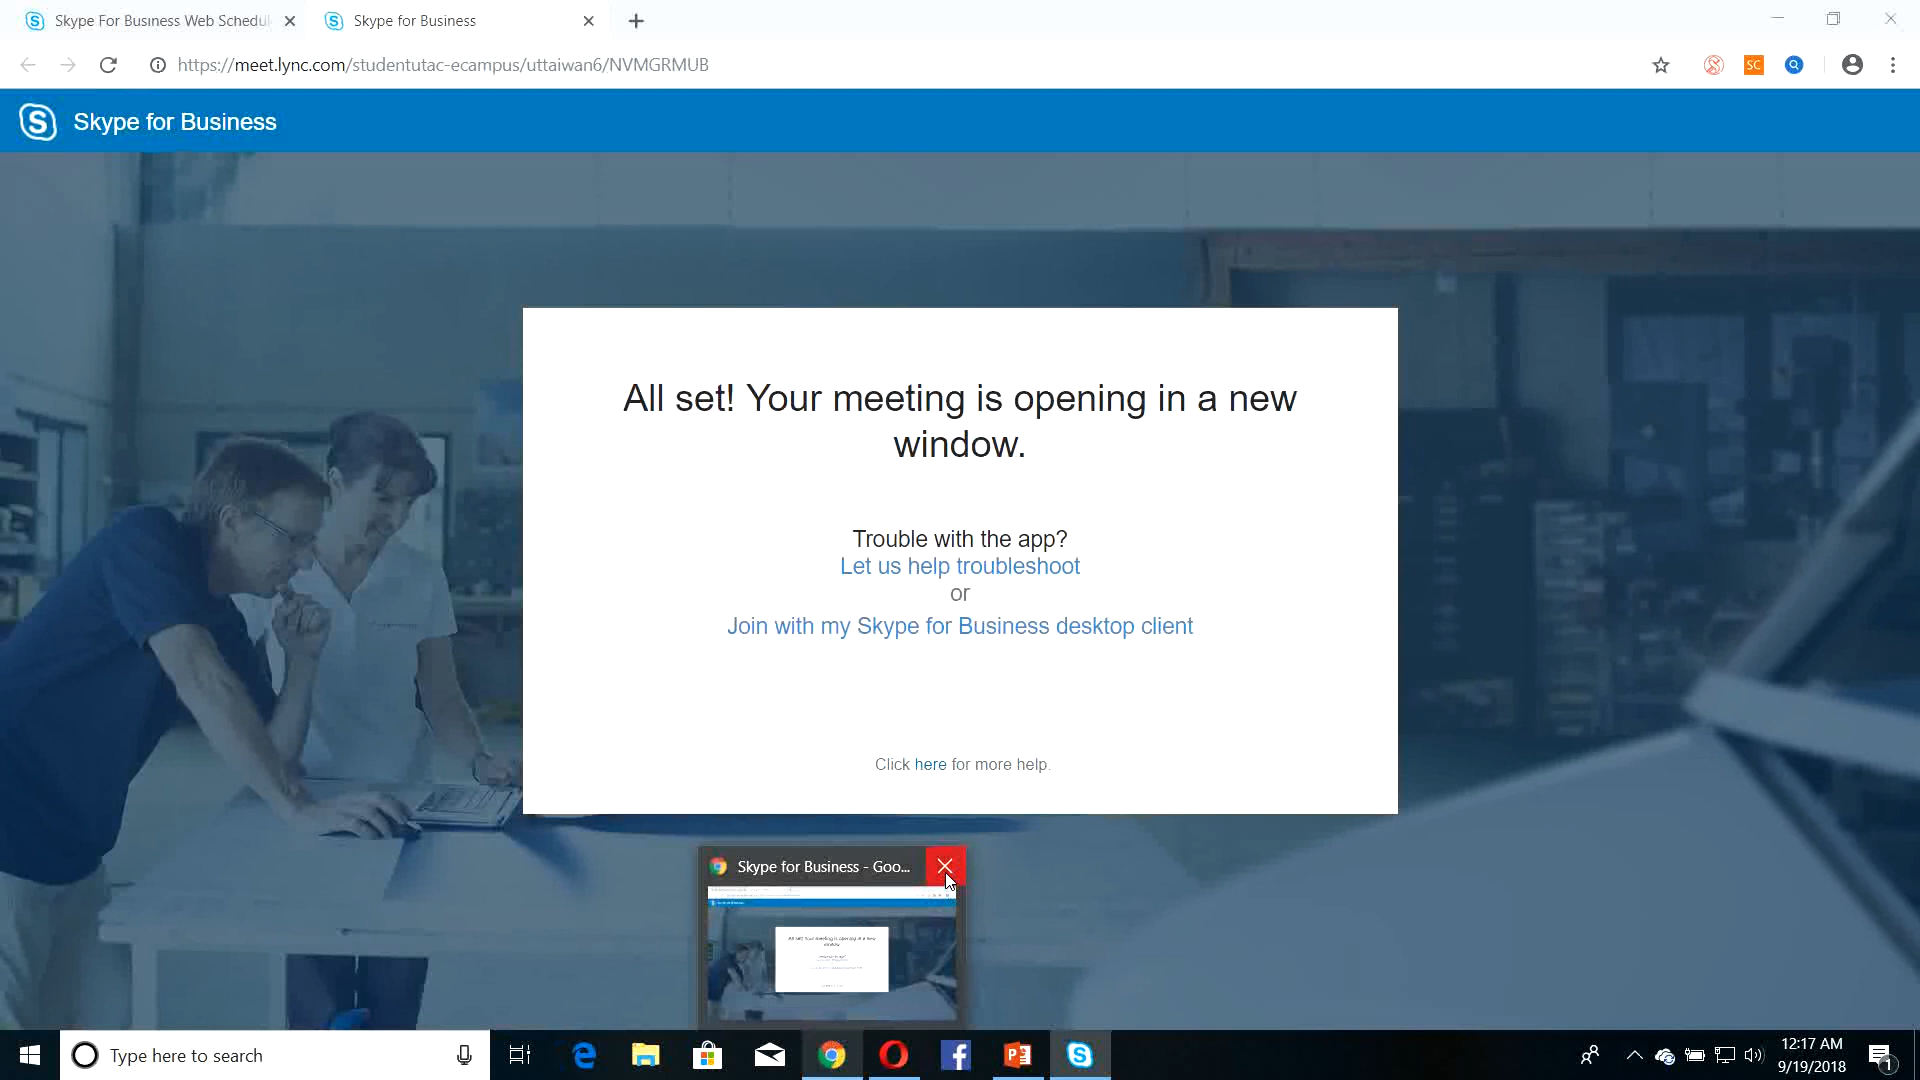 Skype For Business Web Schedul
Skype for Business
https://meet.lync.com/studentutac-ecampus/uttaiwan6/NVMGRMUB
SC
S Skype for Business
All set! Your meeting is opening in a new
window.
Trouble with the app?
Let us help troubleshoot
or
Join with my Skype for Business desktop client
Click here for more help.
Skype for Business - Goo...
Type here to search
12:17 AM
9/19/2018
1